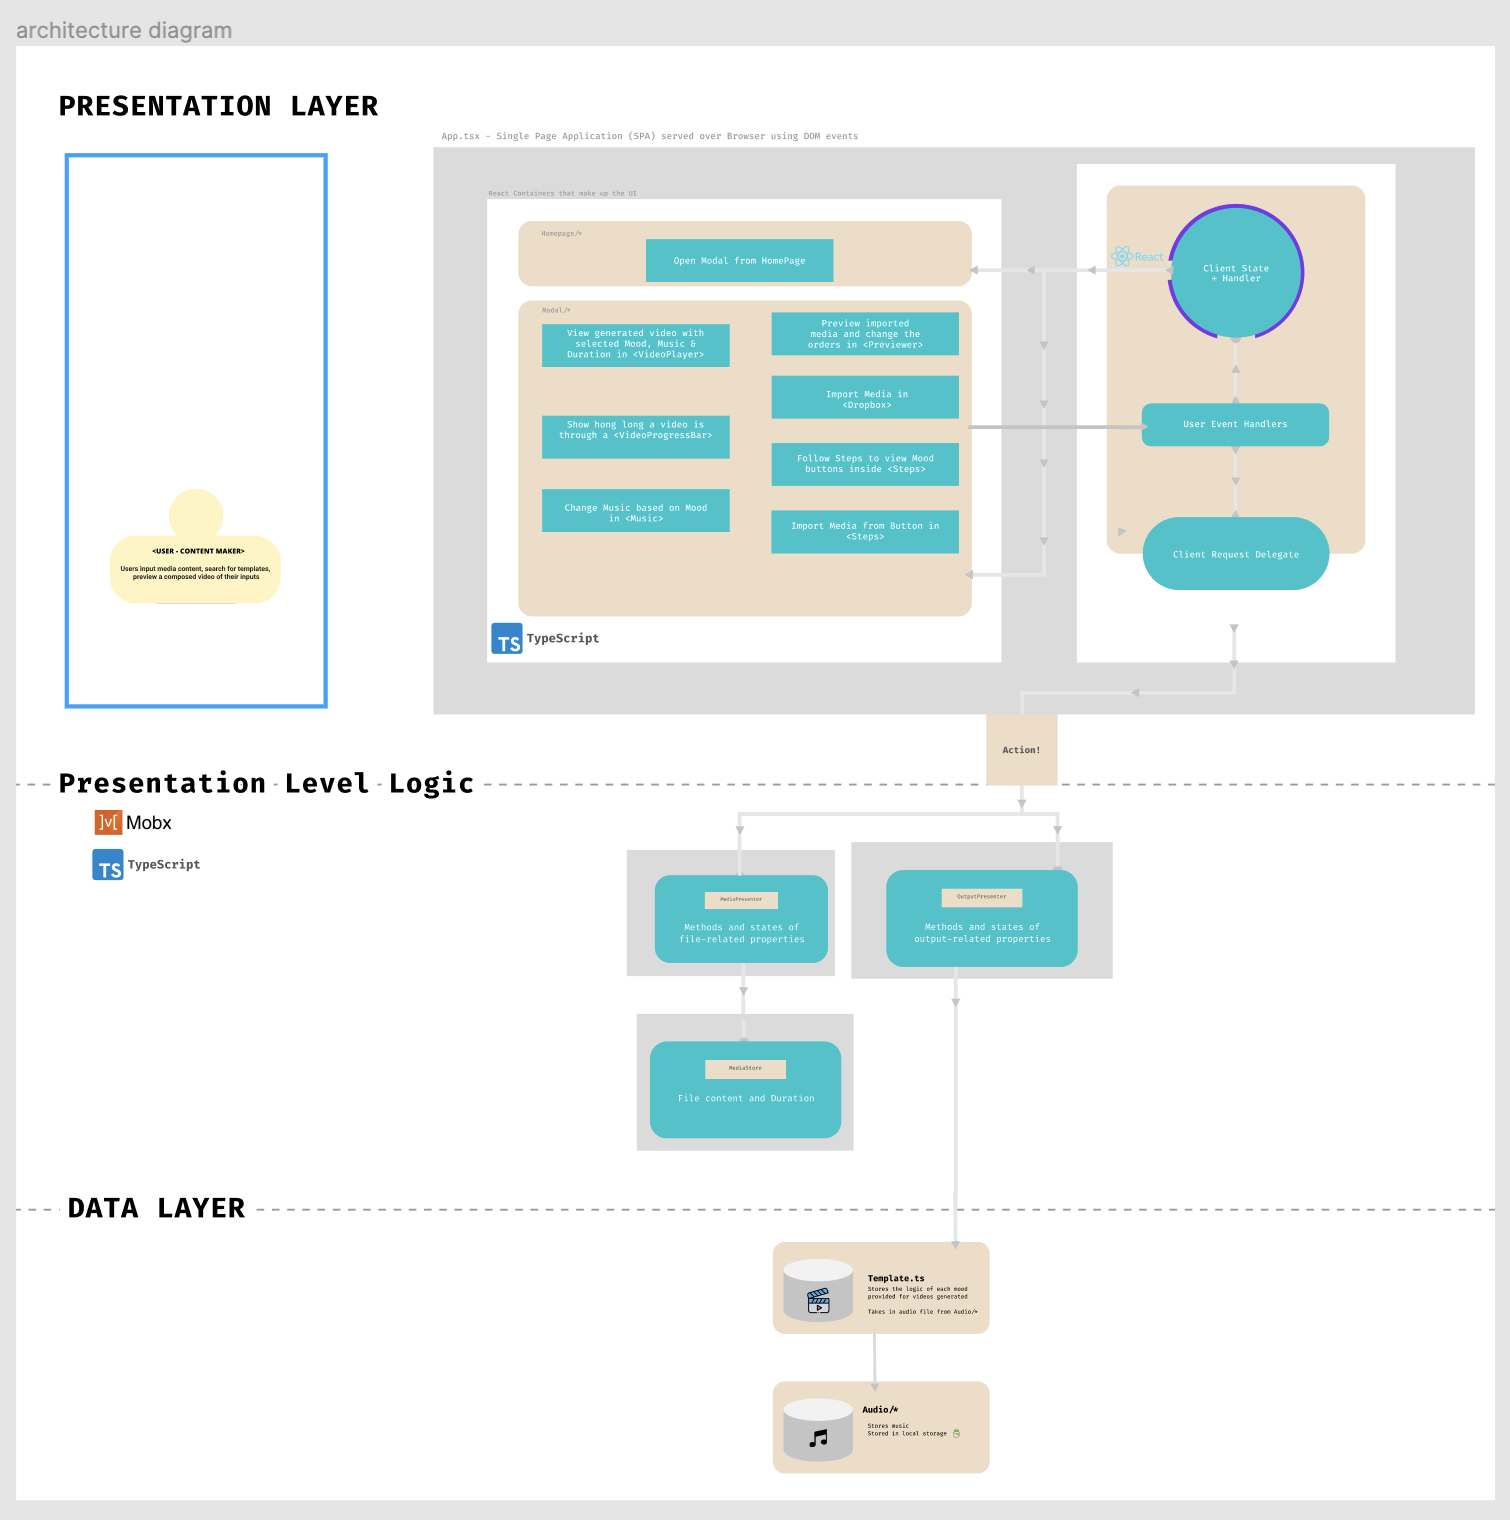 architecture diagram
PRESENTATION LAYER
App.tsx - Single Page Application (SPA) served over Browser using DOM events
React Containers that make up the UI
Homepage/*
Open Modal from HomePage
Modal/*
View generated video with
selected Mood, Music &
Duration in <VideoPlayer>
Show hong long a video is
through a <VideoProgressBar>
Change Music based on Mood
in <Music>
Preview imported
media and change the
orders in <Previewer>
Import Media in
<Dropbox>
Follow Steps to view Mood
buttons inside <Steps>
Import Media from Button in
<Steps>
TS TypeScript
React
Client State
+ Handler
User Event Handlers
Client Request Delegate
<USER - CONTENT MAKER>
Users input media content, search for templates,
preview a composed video of their inputs
Action!
Presentation Level Logic
]v[ Mobx
TS TypeScript
MediaPresenter
Methods and states of
file-related properties
OutputPresenter
Methods and states of
output-related properties
MediaStore
File content and Duration
DATA LAYER
Template.ts
Stores the logic of each mood
provided for videos generated
Takes in audio file from Audio/*
Audio/*
Stores music
Stored in local storage